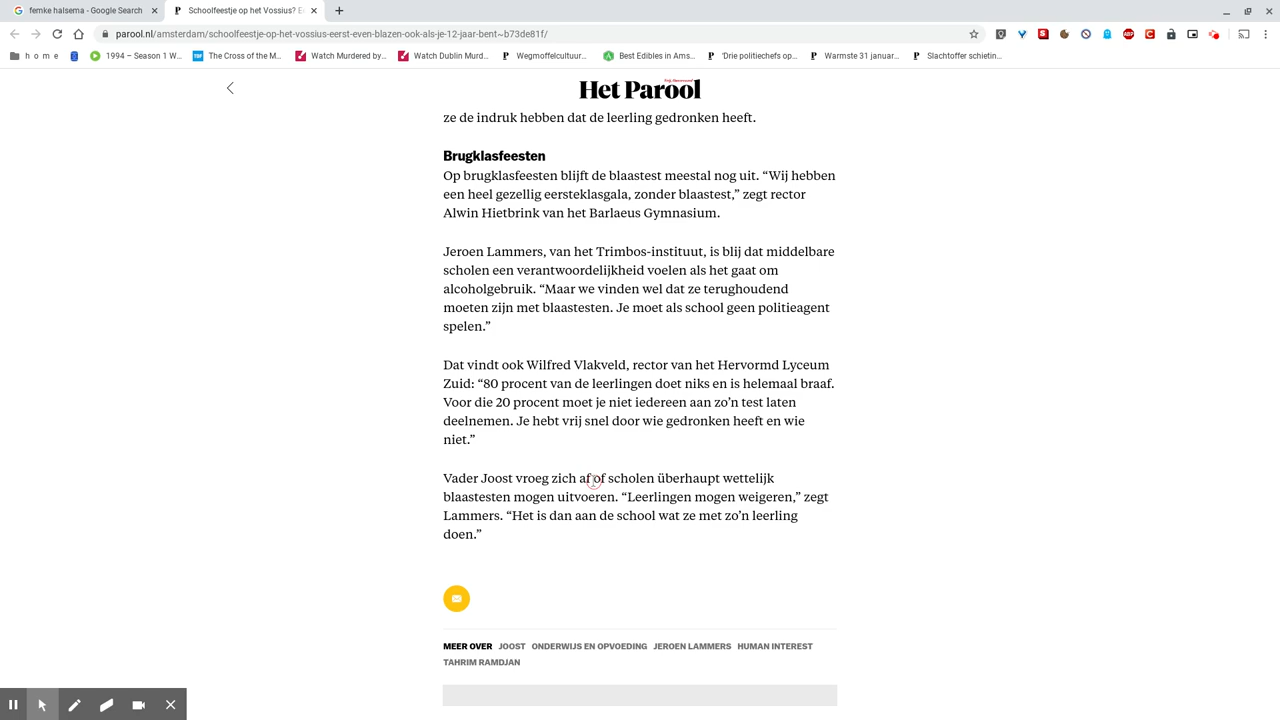 femke halsema - Google Search
Schoolfeestje op het Vossius? E
parool.nl/amsterdam/schoolfeestje-op-het-vossius-eerst-even-blazen-ook-als-je-12-jaar-bent~b73de81f/
h o m e
1994 – Season 1 W...
The Cross of the M...
Watch Murdered by...
Watch Dublin Murd...
Wegmoffelcultuur...
Best Edibles in Ams...
'Drie politiechefs op...
Warmste 31 januar...
Slachtoffer schietin...
Het Parool
ze de indruk hebben dat de leerling gedronken heeft.
Brugklasfeesten
Op brugklasfeesten blijft de blaastest meestal nog uit. “Wij hebben
een heel gezellig eersteklasgala, zonder blaastest,” zegt rector
Alwin Hietbrink van het Barlaeus Gymnasium.
Jeroen Lammers, van het Trimbos-instituut, is blij dat middelbare
scholen een verantwoordelijkheid voelen als het gaat om
alcoholgebruik. “Maar we vinden wel dat ze terughoudend
moeten zijn met blaastesten. Je moet als school geen politieagent
spelen.”
Dat vindt ook Wilfred Vlakveld, rector van het Hervormd Lyceum
Zuid: “80 procent van de leerlingen doet niks en is helemaal braaf.
Voor die 20 procent moet je niet iedereen aan zo’n test laten
deelnemen. Je hebt vrij snel door wie gedronken heeft en wie
niet.”
Vader Joost vroeg zich af of scholen überhaupt wettelijk
blaastesten mogen uitvoeren. “Leerlingen mogen weigeren,” zegt
Lammers. “Het is dan aan de school wat ze met zo’n leerling
doen.”
MEER OVER JOOST ONDERWIJS EN OPVOEDING JEROEN LAMMERS HUMAN INTEREST
TAHRIM RAMDJAN